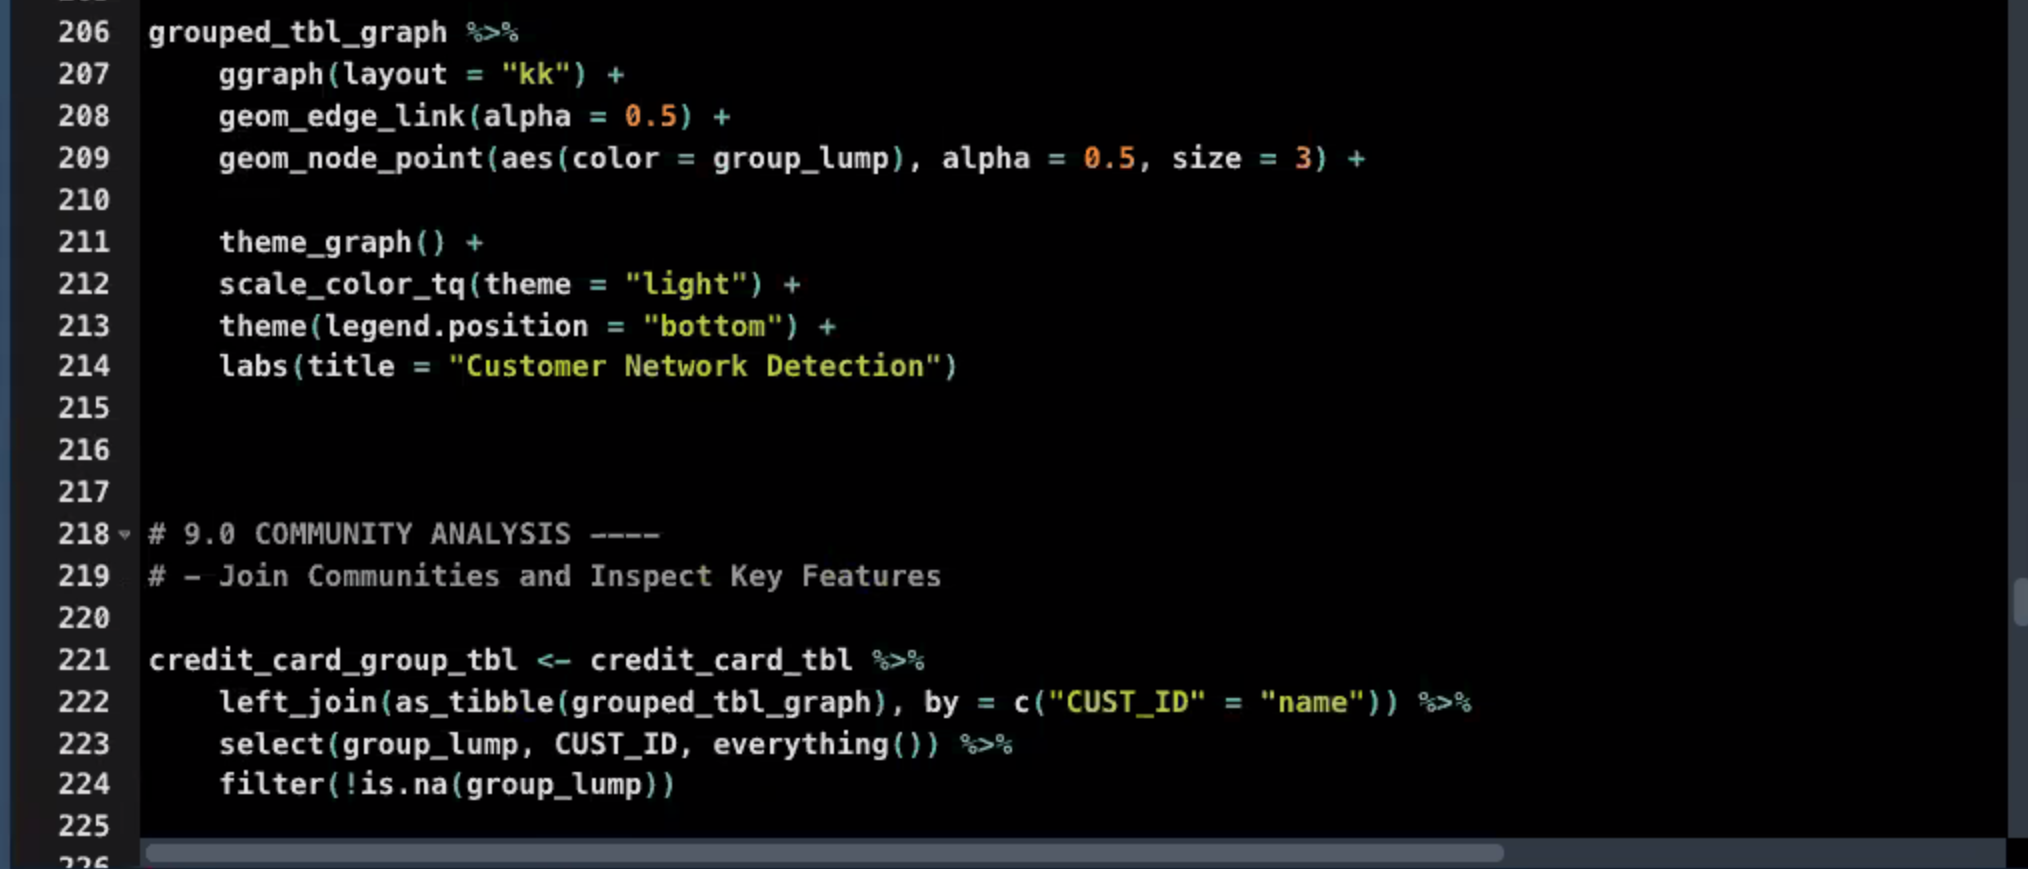 206 grouped_tbl_graph %>%
207     ggraph(layout = "kk") +
208     geom_edge_link(alpha = 0.5) +
209     geom_node_point(aes(color = group_lump), alpha = 0.5, size = 3) +
210
211     theme_graph() +
212     scale_color_tq(theme = "light") +
213     theme(legend.position = "bottom") +
214     labs(title = "Customer Network Detection")
215
216
217
218 # 9.0 COMMUNITY ANALYSIS ----
219 # - Join Communities and Inspect Key Features
220
221 credit_card_group_tbl <- credit_card_tbl %>%
222     left_join(as_tibble(grouped_tbl_graph), by = c("CUST_ID" = "name")) %>%
223     select(group_lump, CUST_ID, everything()) %>%
224     filter(!is.na(group_lump))
225
226